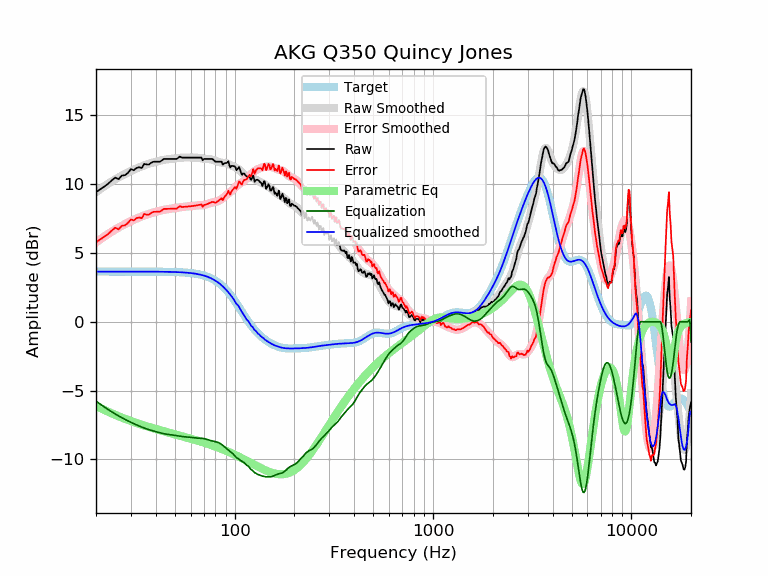 AKG Q350 Quincy Jones
Target
Raw Smoothed
Error Smoothed
Raw
Error
Parametric Eq
Equalization
Equalized smoothed
Amplitude (dBr)
15
10
5
0
−5
−10
100
1000
10000
Frequency (Hz)